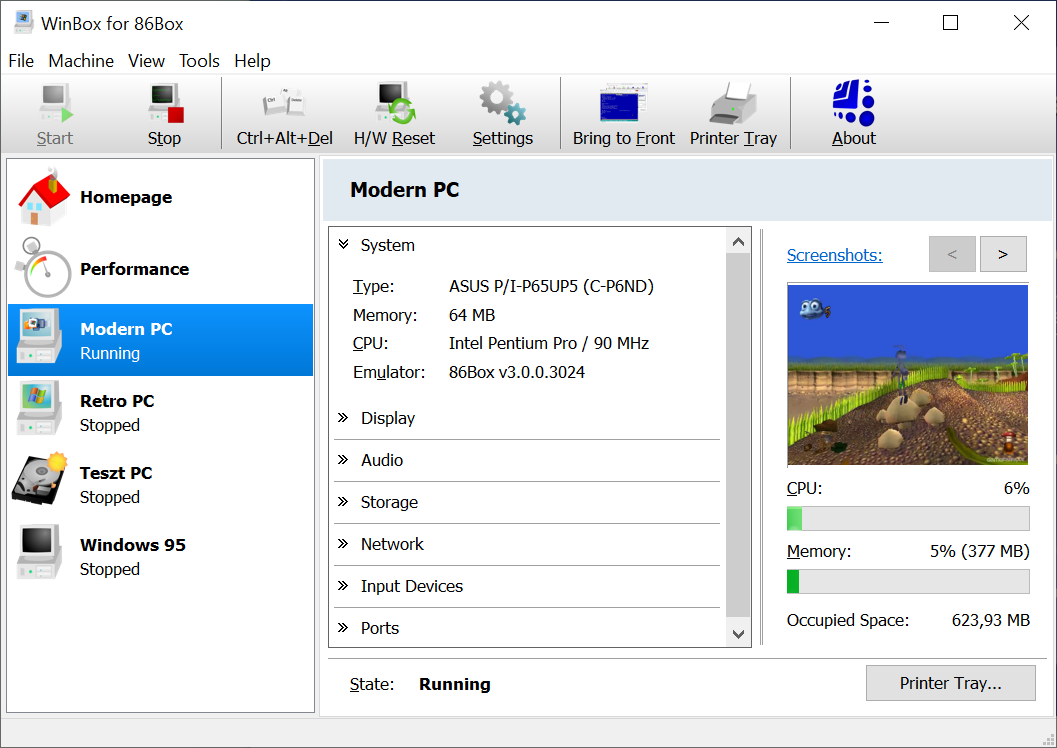 WinBox for 86Box
File Machine View Tools Help
Start Stop Ctrl+Alt+Del H/W Reset Settings Bring to Front Printer Tray About
Homepage
Performance
Modern PC
Running
Retro PC
Stopped
Teszt PC
Stopped
Windows 95
Stopped
Modern PC
System
Type: ASUS P/I-P65UP5 (C-P6ND)
Memory: 64 MB
CPU: Intel Pentium Pro / 90 MHz
Emulator: 86Box v3.0.0.3024
Display
Audio
Storage
Network
Input Devices
Ports
Screenshots: < >
CPU: 6%
Memory: 5% (377 MB)
Occupied Space: 623,93 MB
State: Running
Printer Tray...